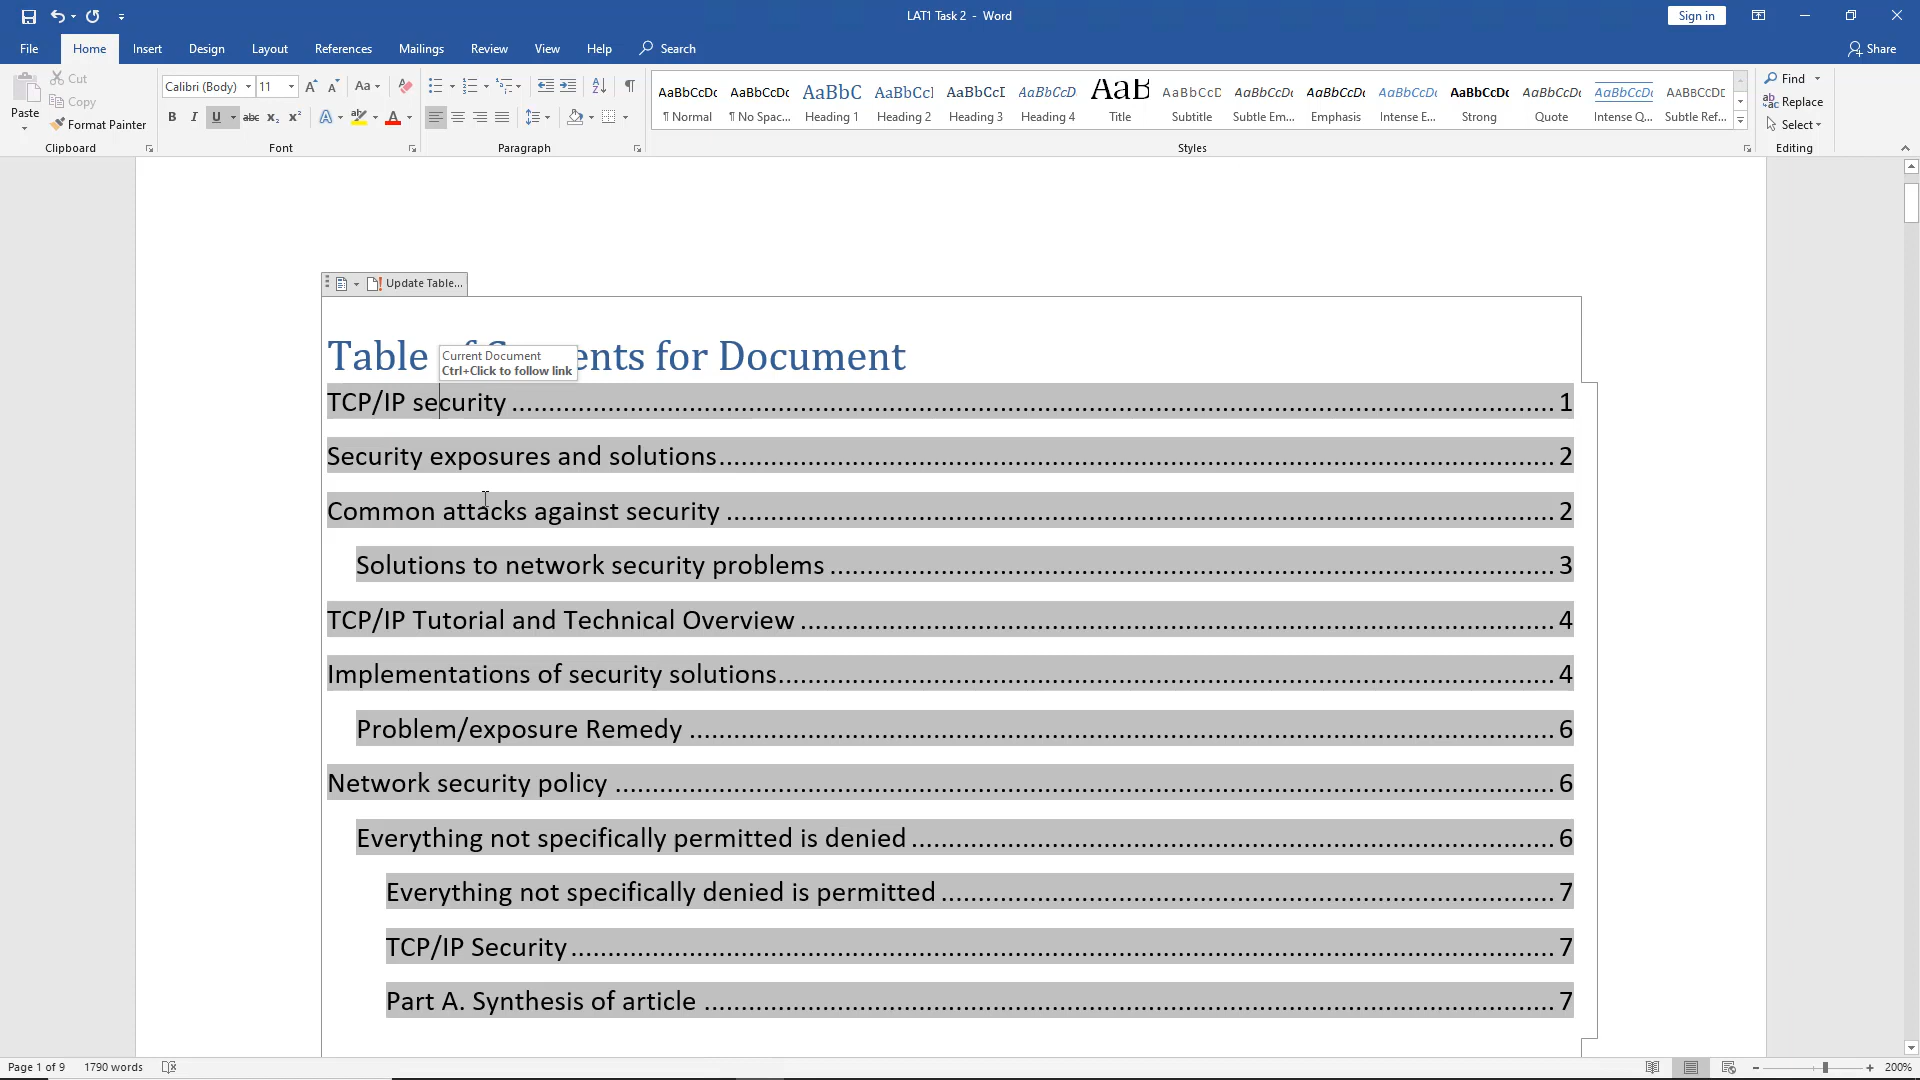 LAT1 Task 2 - Word
Sign in
File Home Insert Design Layout References Mailings Review View Help Search Share
Paste
Cut
Copy
Format Painter
Clipboard
Calibri (Body) 11 Aa
B I U abc x₂ x² A A
Font
Paragraph
AaBbCcDc AaBbCcDc AaBbC AaBbCcI AaBbCcI AaBbCcD AaB AaBbCcD AaBbCcDc AaBbCcDc AaBbCcDc AaBbCcDc AaBbCcDc AaBbCcDc AABBCCDE
¶ Normal ¶ No Spac... Heading 1 Heading 2 Heading 3 Heading 4 Title Subtitle Subtle Em... Emphasis Intense E... Strong Quote Intense Q... Subtle Ref...
Styles
Find
Replace
Select
Editing
Update Table...
Table of Contents for Document
Current Document
Ctrl+Click to follow link
TCP/IP security 1
Security exposures and solutions 2
Common attacks against security 2
Solutions to network security problems 3
TCP/IP Tutorial and Technical Overview 4
Implementations of security solutions 4
Problem/exposure Remedy 6
Network security policy 6
Everything not specifically permitted is denied 6
Everything not specifically denied is permitted 7
TCP/IP Security 7
Part A. Synthesis of article 7
Page 1 of 9 1790 words 200%